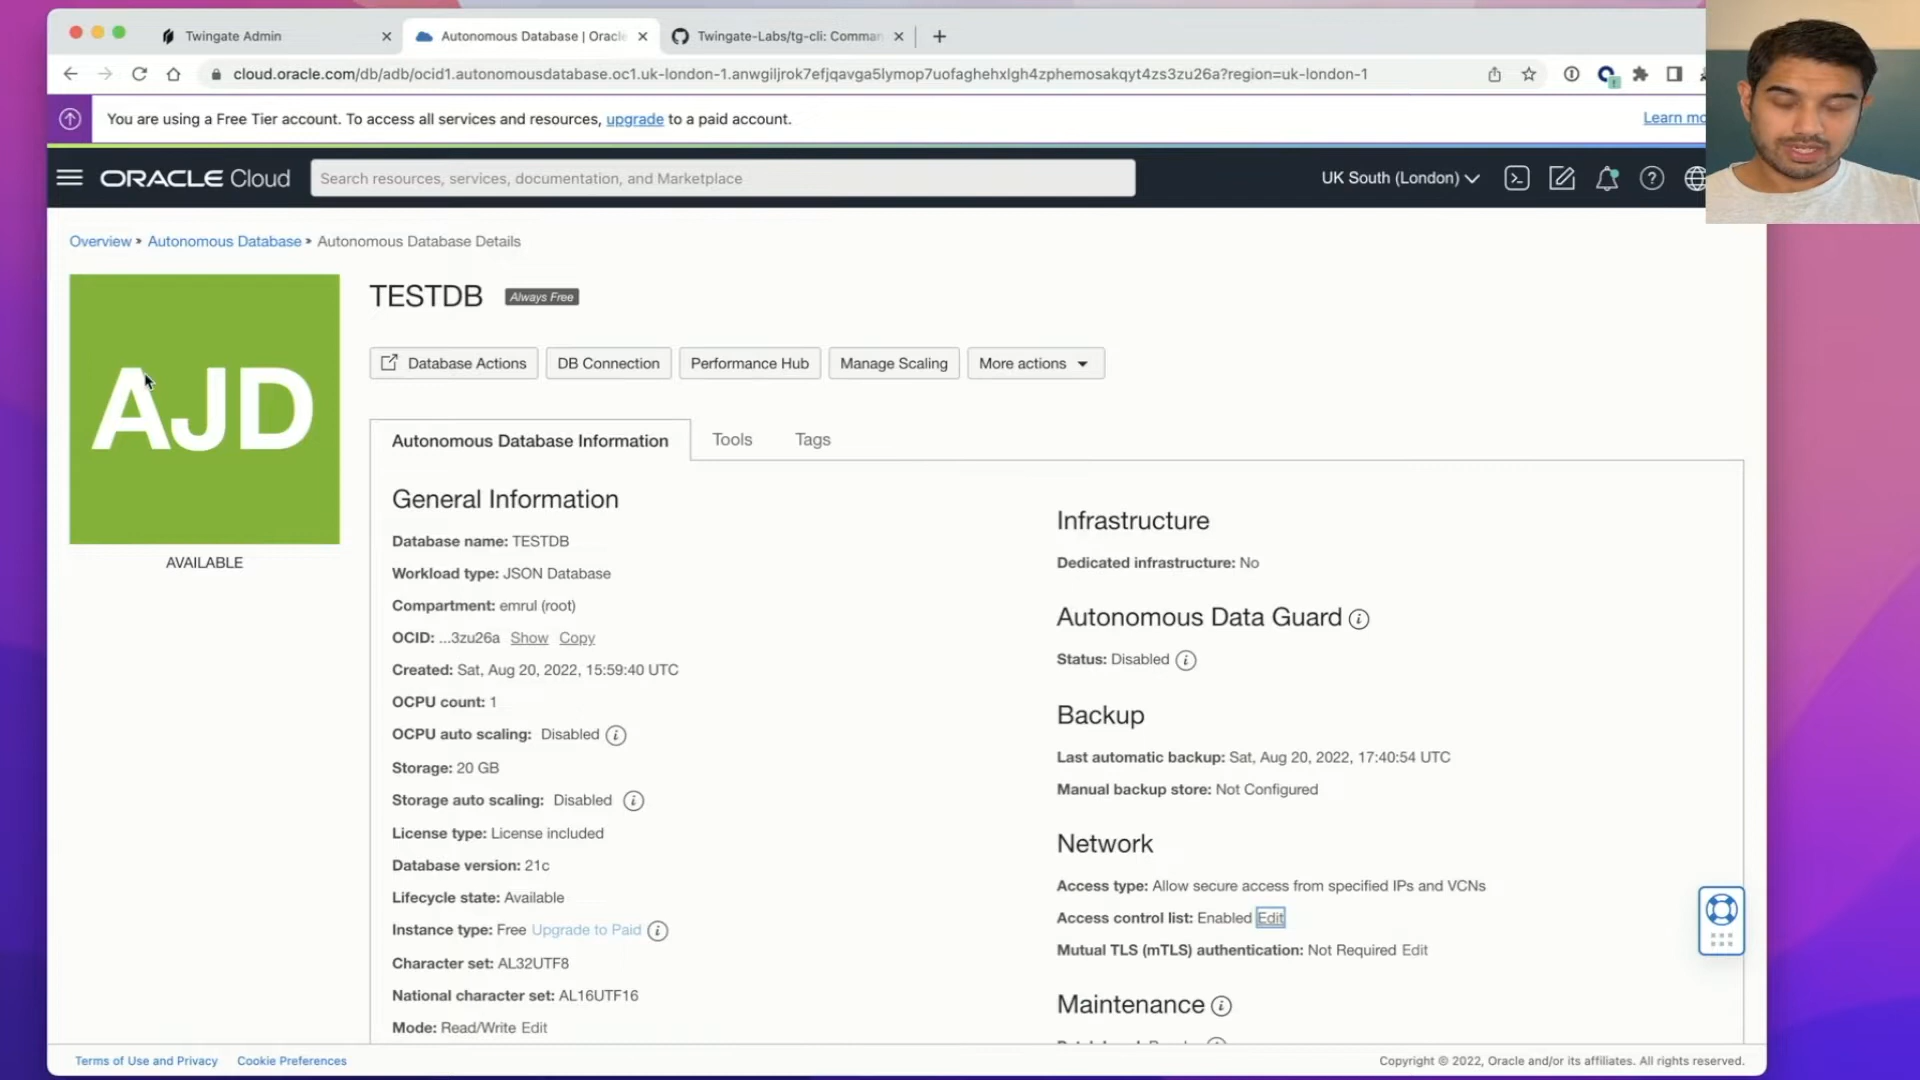 Twingate Admin
Autonomous Database | Oracle
Twingate-Labs/tg-cli: Comman
cloud.oracle.com/db/adb/ocid1.autonomousdatabase.oc1.uk-london-1.anwgiljrok7efjqavga5lymop7uofaghehxlgh4zphemosakqyt4zs3zu26a?region=uk-london-1
You are using a Free Tier account. To access all services and resources, upgrade to a paid account.
Learn mo
ORACLE Cloud
Search resources, services, documentation, and Marketplace
UK South (London)
Overview » Autonomous Database » Autonomous Database Details
AJD
AVAILABLE
TESTDB
Always Free
Database Actions
DB Connection
Performance Hub
Manage Scaling
More actions
Autonomous Database Information
Tools
Tags
General Information
Database name: TESTDB
Workload type: JSON Database
Compartment: emrul (root)
OCID: ...3zu26a Show Copy
Created: Sat, Aug 20, 2022, 15:59:40 UTC
OCPU count: 1
OCPU auto scaling: Disabled
Storage: 20 GB
Storage auto scaling: Disabled
License type: License included
Database version: 21c
Lifecycle state: Available
Instance type: Free Upgrade to Paid
Character set: AL32UTF8
National character set: AL16UTF16
Mode: Read/Write Edit
Infrastructure
Dedicated infrastructure: No
Autonomous Data Guard
Status: Disabled
Backup
Last automatic backup: Sat, Aug 20, 2022, 17:40:54 UTC
Manual backup store: Not Configured
Network
Access type: Allow secure access from specified IPs and VCNs
Access control list: Enabled Edit
Mutual TLS (mTLS) authentication: Not Required Edit
Maintenance
Terms of Use and Privacy
Cookie Preferences
Copyright © 2022, Oracle and/or its affiliates. All rights reserved.